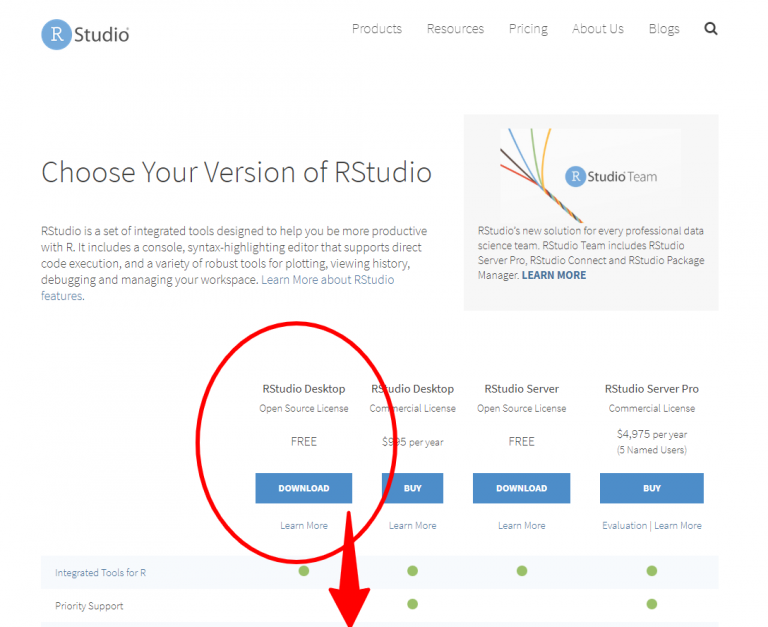 R Studio
Products Resources Pricing About Us Blogs
Choose Your Version of RStudio
RStudio is a set of integrated tools designed to help you be more productive
with R. It includes a console, syntax-highlighting editor that supports direct
code execution, and a variety of robust tools for plotting, viewing history,
debugging and managing your workspace. Learn More about RStudio
features.
R Studio Team
RStudio's new solution for every professional data
science team. RStudio Team includes RStudio
Server Pro, RStudio Connect and RStudio Package
Manager. LEARN MORE
RStudio Desktop RStudio Desktop RStudio Server RStudio Server Pro
Open Source License Commercial License Open Source License Commercial License
FREE $995 per year FREE $4,975 per year
(5 Named Users)
DOWNLOAD BUY DOWNLOAD BUY
Learn More Learn More Learn More Evaluation | Learn More
Integrated Tools for R
Priority Support